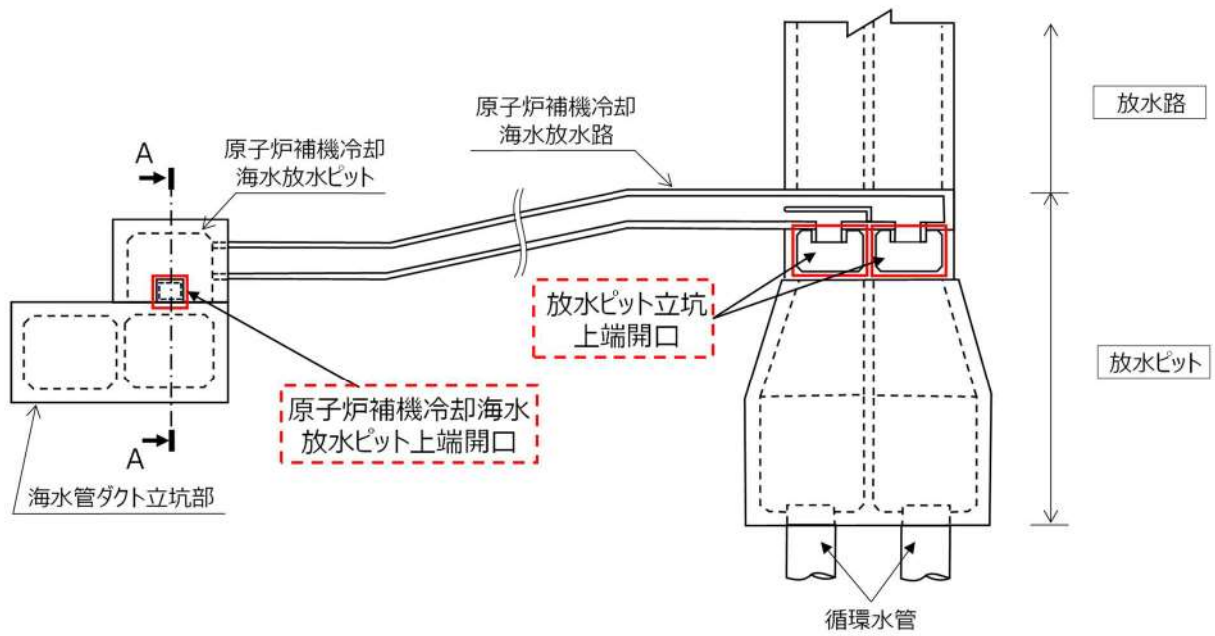 原子炉補機冷却
海水放水路
放水路
A
原子炉補機冷却
海水放水ピット
放水ピット立坑
上端開口
放水ピット
原子炉補機冷却海水
放水ピット上端開口
A
海水管ダクト立坑部
循環水管